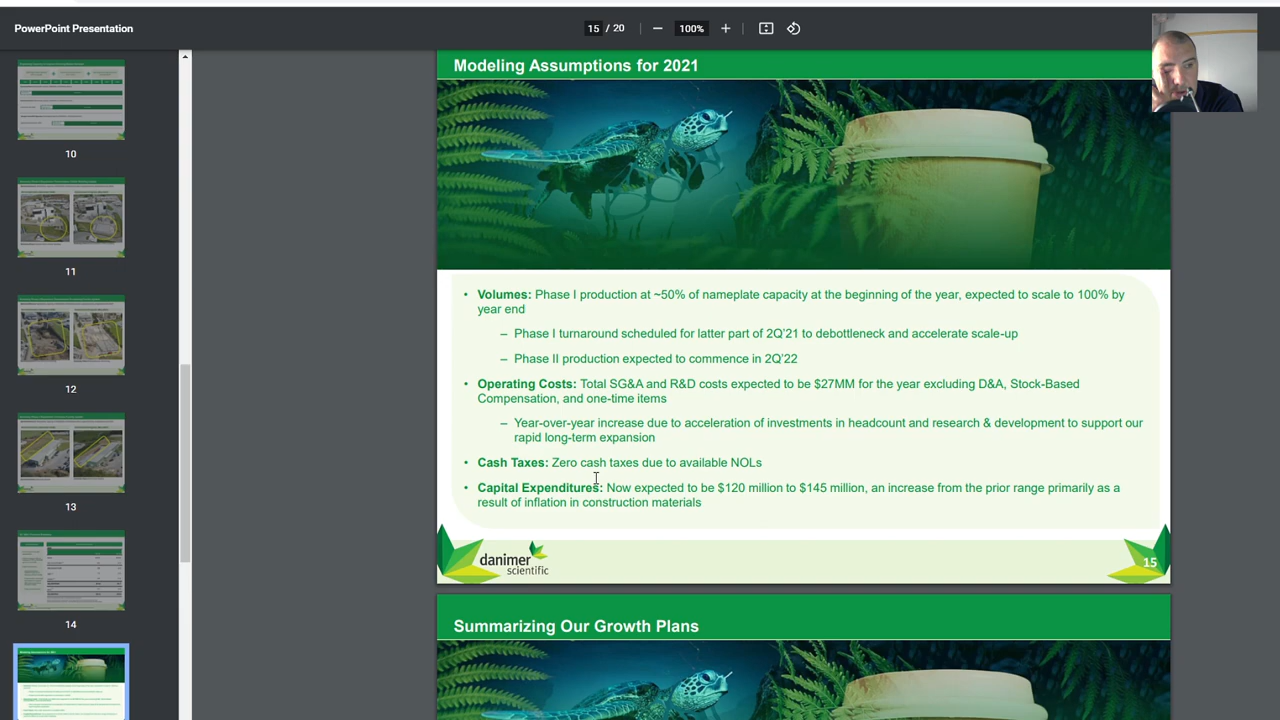 PowerPoint Presentation
15 / 20
100%
10
11
12
13
14
Modeling Assumptions for 2021
• Volumes: Phase I production at ~50% of nameplate capacity at the beginning of the year, expected to scale to 100% by
year end
– Phase I turnaround scheduled for latter part of 2Q'21 to debottleneck and accelerate scale-up
– Phase II production expected to commence in 2Q'22
• Operating Costs: Total SG&A and R&D costs expected to be $27MM for the year excluding D&A, Stock-Based
Compensation, and one-time items
– Year-over-year increase due to acceleration of investments in headcount and research & development to support our
rapid long-term expansion
• Cash Taxes: Zero cash taxes due to available NOLs
• Capital Expenditures: Now expected to be $120 million to $145 million, an increase from the prior range primarily as a
result of inflation in construction materials
danimer
scientific
15
Summarizing Our Growth Plans